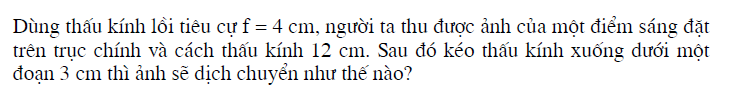 Dùng thấu kính lồi tiêu cự f = 4 cm, người ta thu được ảnh của một điểm sáng đặt
trên trục chính và cách thấu kính 12 cm. Sau đó kéo thấu kính xuống dưới một
đoạn 3 cm thì ảnh sẽ dịch chuyển như thế nào?